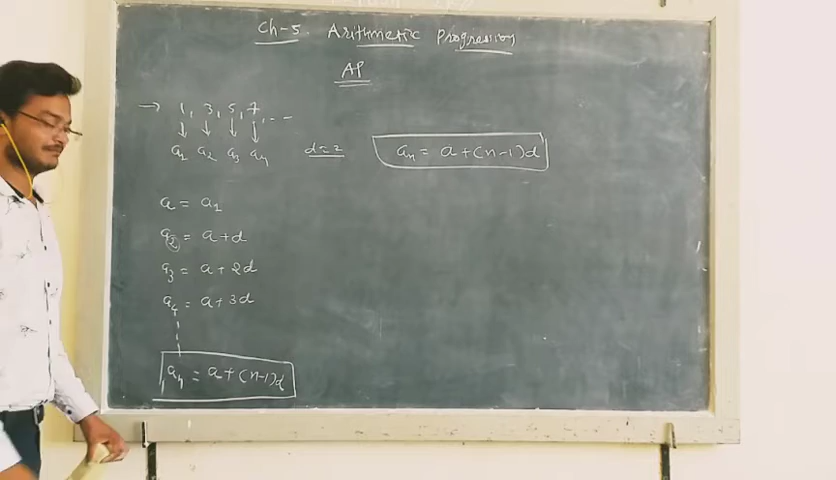 Ch-5. Arithmetic Progression
AP
→ 1, 3, 5, 7, ...
a1 a2 a3 a4 d=2 an = a+(n-1)d
a = a1
a2 = a+d
a3 = a+2d
a4 = a+3d
an = a+(n-1)d